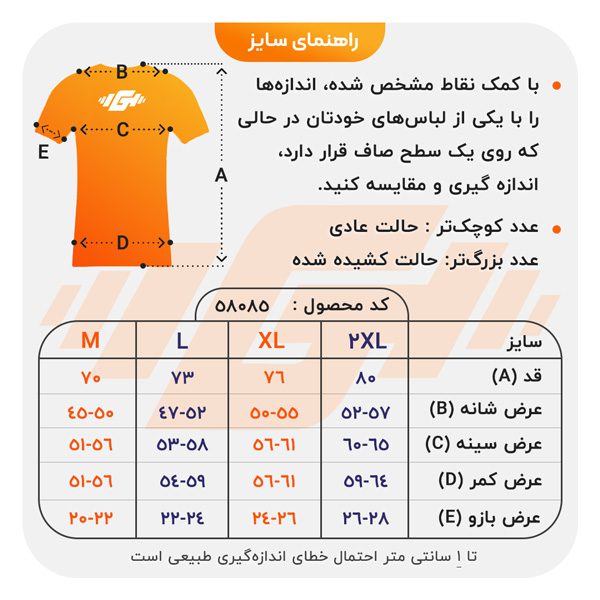 راهنمای سایز
با کمک نقاط مشخص شده، اندازه‌ها
را با یکی از لباس‌های خودتان در حالی
که روی یک سطح صاف قرار دارد،
اندازه گیری و مقایسه کنید.
عدد کوچک‌تر : حالت عادی
عدد بزرگ‌تر: حالت کشیده شده
B
C
E
A
D
کد محصول : ۵۸۰۸۵
سایز ۲XL XL L M
قد (A) ۸۰ ۷۶ ۷۳ ۷۰
عرض شانه (B) ۵۲-۵۷ ۵۰-۵۵ ۴۷-۵۲ ۴۵-۵۰
عرض سینه (C) ۶۰-۶۵ ۵۶-۶۱ ۵۳-۵۸ ۵۱-۵۶
عرض کمر (D) ۵۹-۶۴ ۵۶-۶۱ ۵۴-۵۹ ۵۱-۵۶
عرض بازو (E) ۲۶-۲۸ ۲۴-۲۶ ۲۲-۲۴ ۲۰-۲۲
تا ۱ سانتی متر احتمال خطای اندازه‌گیری طبیعی است